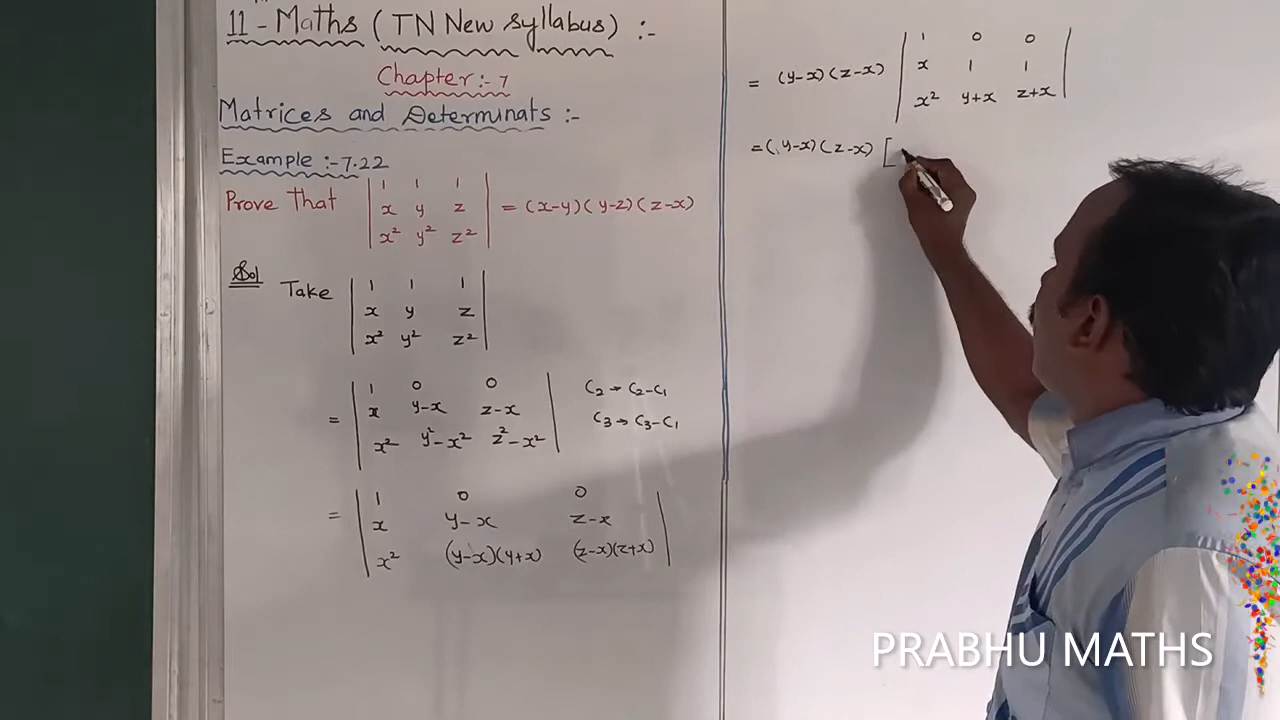 11 - Maths ( TN New syllabus) :-
Chapter:- 7
Matrices and Determinats :-
Example :- 7.22
Prove That | 1 1 1 |
| x y z | = (x-y)(y-z)(z-x)
| x² y² z² |
Sol
Take | 1 1 1 |
| x y z |
| x² y² z² |
= | 1 0 0 | C₂ → C₂-C₁
| x y-x z-x | C₃ → C₃-C₁
| x² y²-x² z²-x² |
= | 1 0 0 |
| x y-x z-x |
| x² (y-x)(y+x) (z-x)(z+x) |
= (y-x)(z-x) | 1 0 0 |
| x 1 1 |
| x² y+x z+x |
= (y-x)(z-x) [
PRABHU MATHS